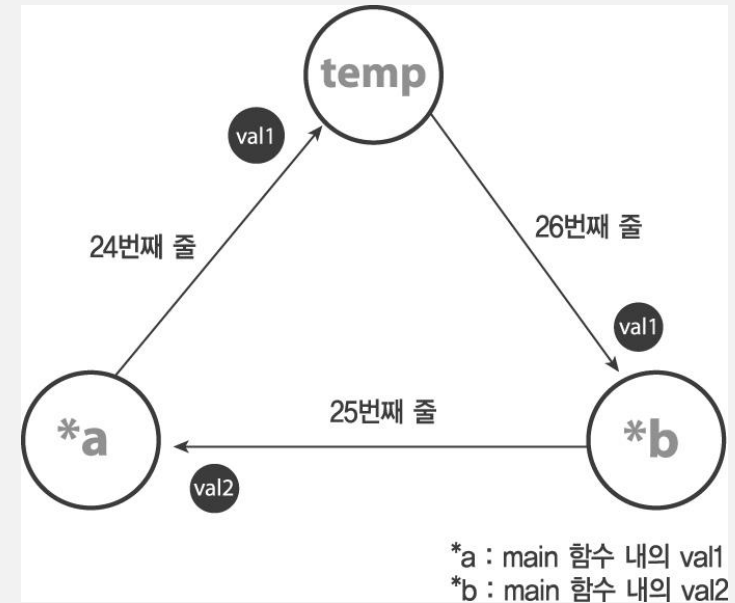 temp
val1
24번째 줄
26번째 줄
val1
25번째 줄
*a
*b
val2
*a : main 함수 내의 val1
*b : main 함수 내의 val2